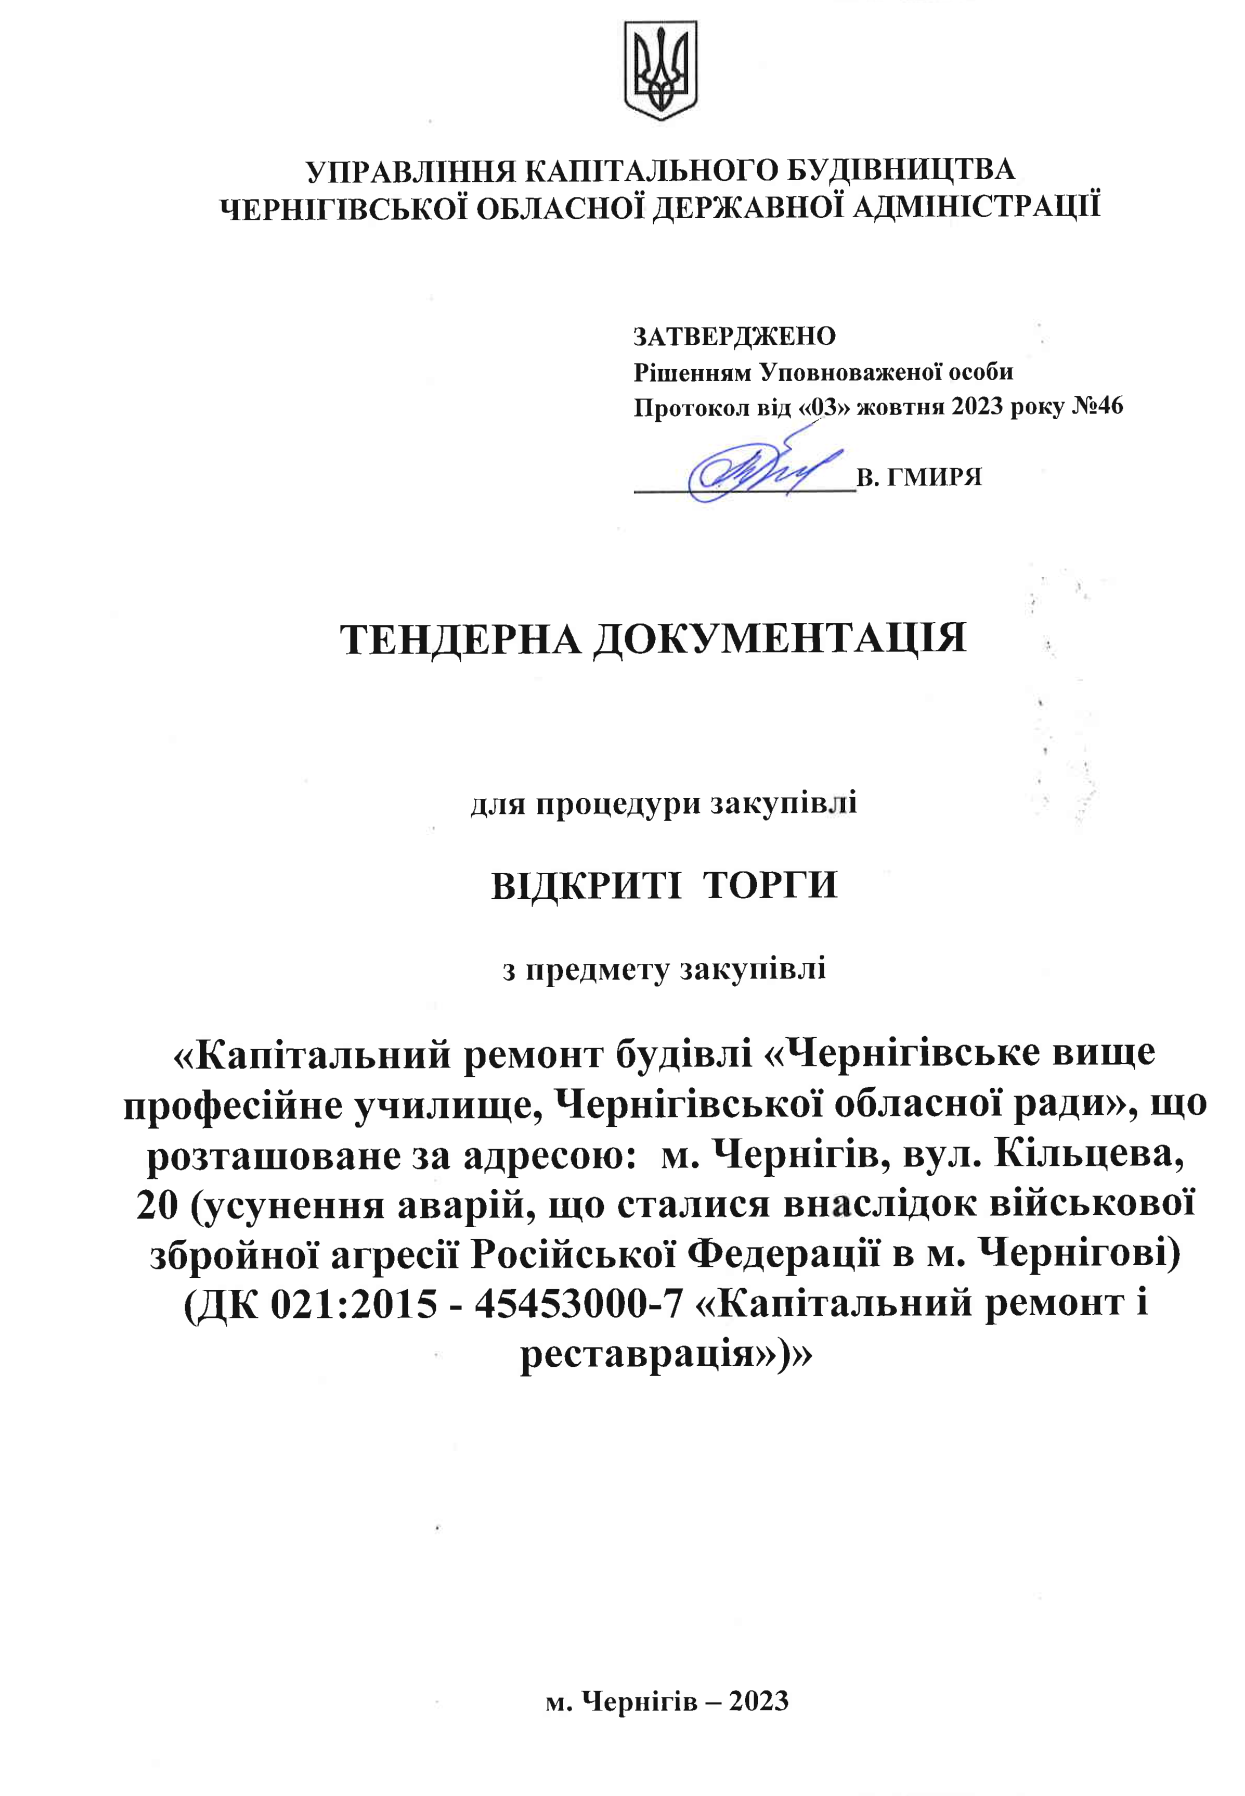 УПРАВЛІННЯ КАПІТАЛЬНОГО БУДІВНИЦТВА
ЧЕРНІГІВСЬКОЇ ОБЛАСНОЇ ДЕРЖАВНОЇ АДМІНІСТРАЦІЇ
ЗАТВЕРДЖЕНО
Рішенням Уповноваженої особи
Протокол від «03» жовтня 2023 року №46
В. ГМИРЯ
ТЕНДЕРНА ДОКУМЕНТАЦІЯ
для процедури закупівлі
ВІДКРИТІ ТОРГИ
з предмету закупівлі
«Капітальний ремонт будівлі «Чернігівське вище
професійне училище, Чернігівської обласної ради», що
розташоване за адресою: м. Чернігів, вул. Кільцева,
20 (усунення аварій, що сталися внаслідок військової
збройної агресії Російської Федерації в м. Чернігові)
(ДК 021:2015 - 45453000-7 «Капітальний ремонт і
реставрація»)»
м. Чернігів – 2023